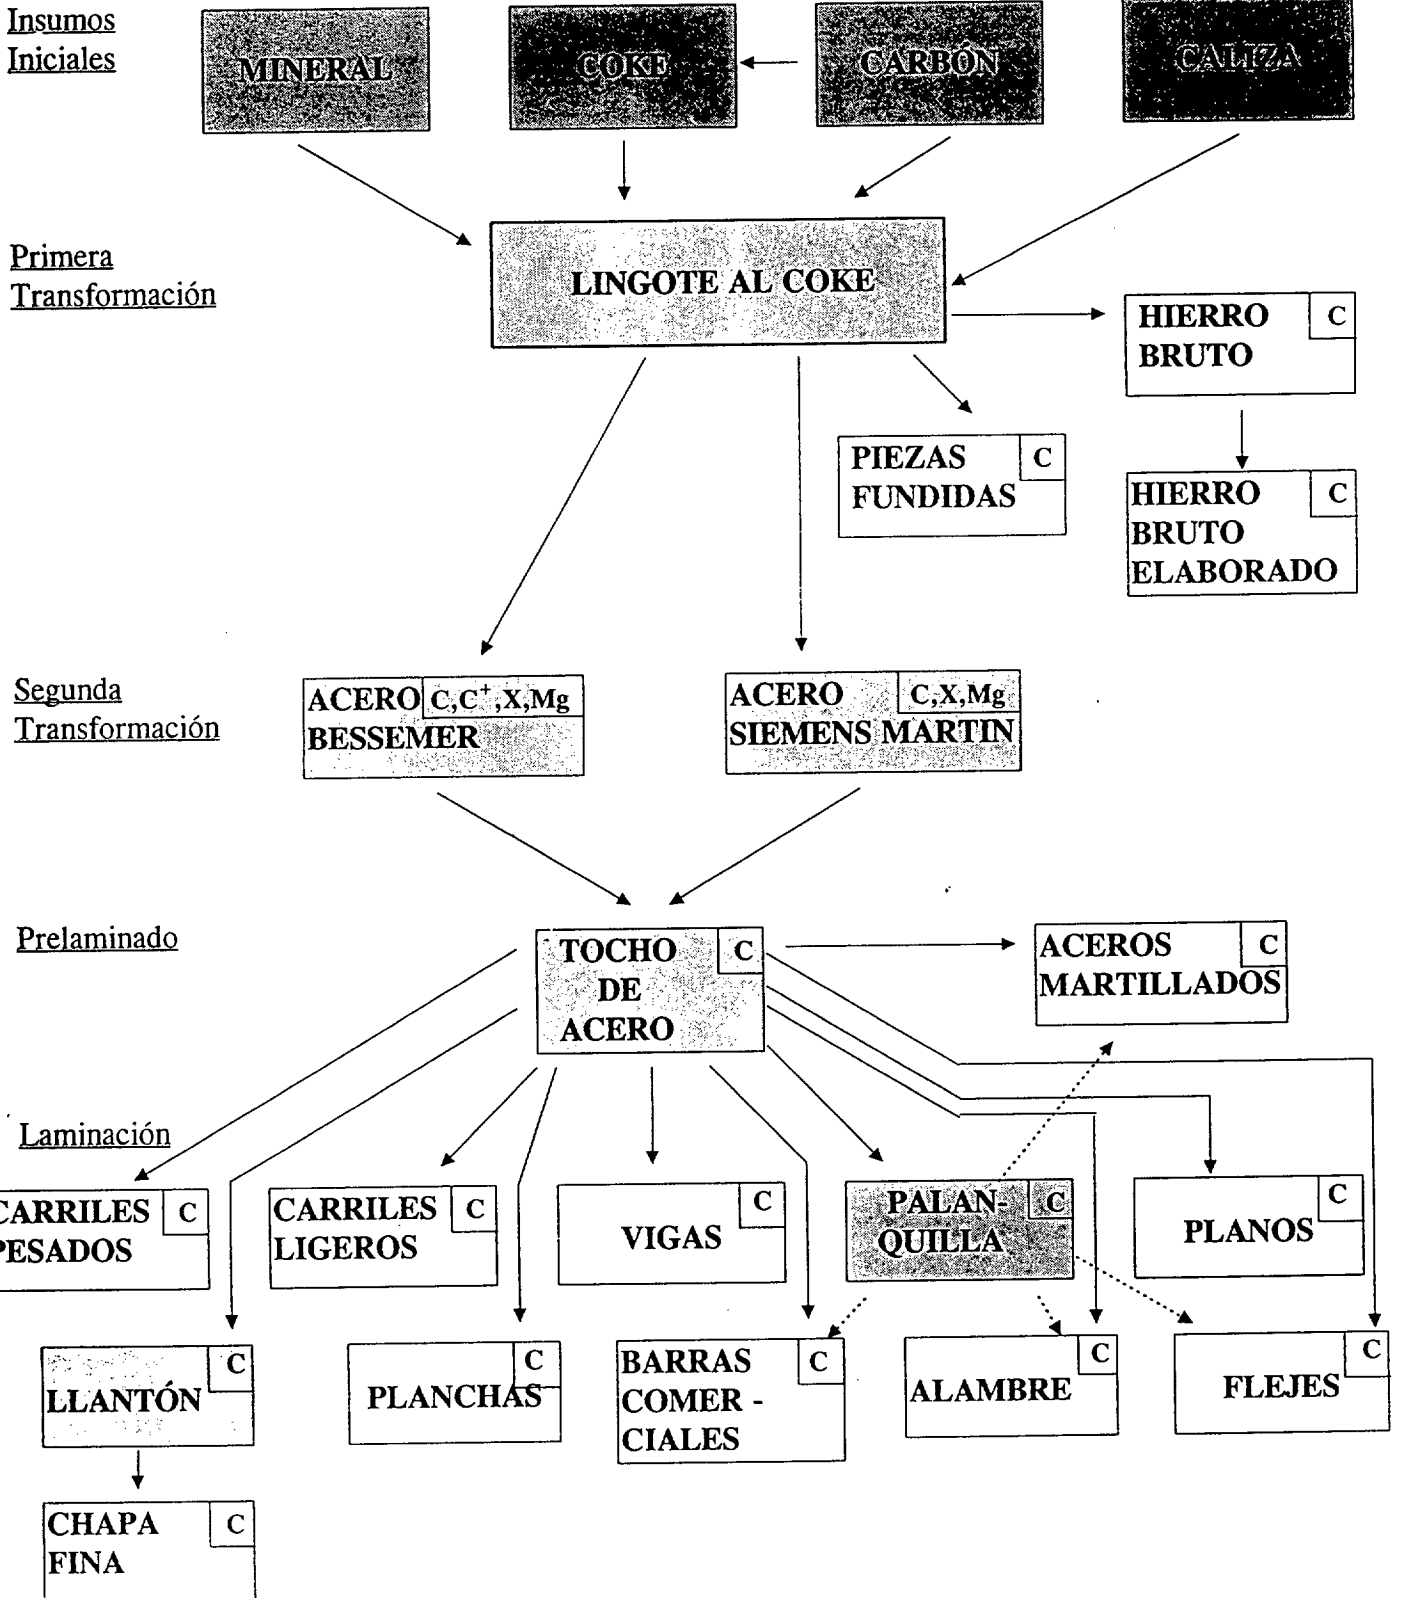 Insumos
Iniciales
MINERAL
COKE
CARBÓN
CALIZA
Primera
Transformación
LINGOTE AL COKE
HIERRO C
BRUTO
PIEZAS C
FUNDIDAS
HIERRO C
BRUTO
ELABORADO
Segunda
Transformación
ACERO C,C⁺,X,Mg
BESSEMER
ACERO C,X,Mg
SIEMENS MARTIN
Prelaminado
TOCHO C
DE
ACERO
ACEROS C
MARTILLADOS
Laminación
CARRILES C
PESADOS
CARRILES C
LIGEROS
C
VIGAS
PALAN- C
QUILLA
C
PLANOS
C
LLANTÓN
C
PLANCHAS
BARRAS C
COMER -
CIALES
C
ALAMBRE
C
FLEJES
CHAPA C
FINA